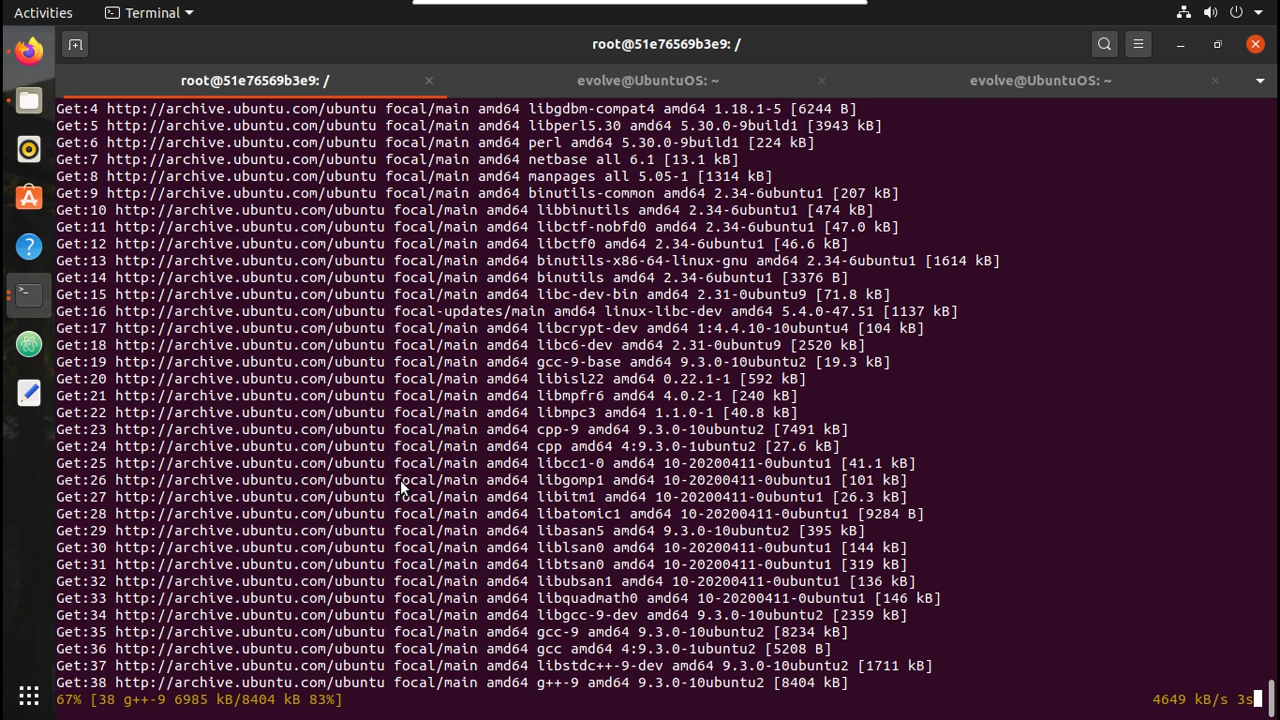 Activities
Terminal
root@51e76569b3e9: /
root@51e76569b3e9: /
evolve@UbuntuOS: ~
evolve@UbuntuOS: ~
Get:4 http://archive.ubuntu.com/ubuntu focal/main amd64 libgdbm-compat4 amd64 1.18.1-5 [6244 B]
Get:5 http://archive.ubuntu.com/ubuntu focal/main amd64 libperl5.30 amd64 5.30.0-9build1 [3943 kB]
Get:6 http://archive.ubuntu.com/ubuntu focal/main amd64 perl amd64 5.30.0-9build1 [224 kB]
Get:7 http://archive.ubuntu.com/ubuntu focal/main amd64 netbase all 6.1 [13.1 kB]
Get:8 http://archive.ubuntu.com/ubuntu focal/main amd64 manpages all 5.05-1 [1314 kB]
Get:9 http://archive.ubuntu.com/ubuntu focal/main amd64 binutils-common amd64 2.34-6ubuntu1 [207 kB]
Get:10 http://archive.ubuntu.com/ubuntu focal/main amd64 libbinutils amd64 2.34-6ubuntu1 [474 kB]
Get:11 http://archive.ubuntu.com/ubuntu focal/main amd64 libctf-nobfd0 amd64 2.34-6ubuntu1 [47.0 kB]
Get:12 http://archive.ubuntu.com/ubuntu focal/main amd64 libctf0 amd64 2.34-6ubuntu1 [46.6 kB]
Get:13 http://archive.ubuntu.com/ubuntu focal/main amd64 binutils-x86-64-linux-gnu amd64 2.34-6ubuntu1 [1614 kB]
Get:14 http://archive.ubuntu.com/ubuntu focal/main amd64 binutils amd64 2.34-6ubuntu1 [3376 B]
Get:15 http://archive.ubuntu.com/ubuntu focal/main amd64 libc-dev-bin amd64 2.31-0ubuntu9 [71.8 kB]
Get:16 http://archive.ubuntu.com/ubuntu focal-updates/main amd64 linux-libc-dev amd64 5.4.0-47.51 [1137 kB]
Get:17 http://archive.ubuntu.com/ubuntu focal/main amd64 libcrypt-dev amd64 1:4.4.10-10ubuntu4 [104 kB]
Get:18 http://archive.ubuntu.com/ubuntu focal/main amd64 libc6-dev amd64 2.31-0ubuntu9 [2520 kB]
Get:19 http://archive.ubuntu.com/ubuntu focal/main amd64 gcc-9-base amd64 9.3.0-10ubuntu2 [19.3 kB]
Get:20 http://archive.ubuntu.com/ubuntu focal/main amd64 libisl22 amd64 0.22.1-1 [592 kB]
Get:21 http://archive.ubuntu.com/ubuntu focal/main amd64 libmpfr6 amd64 4.0.2-1 [240 kB]
Get:22 http://archive.ubuntu.com/ubuntu focal/main amd64 libmpc3 amd64 1.1.0-1 [40.8 kB]
Get:23 http://archive.ubuntu.com/ubuntu focal/main amd64 cpp-9 amd64 9.3.0-10ubuntu2 [7491 kB]
Get:24 http://archive.ubuntu.com/ubuntu focal/main amd64 cpp amd64 4:9.3.0-1ubuntu2 [27.6 kB]
Get:25 http://archive.ubuntu.com/ubuntu focal/main amd64 libcc1-0 amd64 10-20200411-0ubuntu1 [41.1 kB]
Get:26 http://archive.ubuntu.com/ubuntu focal/main amd64 libgomp1 amd64 10-20200411-0ubuntu1 [101 kB]
Get:27 http://archive.ubuntu.com/ubuntu focal/main amd64 libitm1 amd64 10-20200411-0ubuntu1 [26.3 kB]
Get:28 http://archive.ubuntu.com/ubuntu focal/main amd64 libatomic1 amd64 10-20200411-0ubuntu1 [9284 B]
Get:29 http://archive.ubuntu.com/ubuntu focal/main amd64 libasan5 amd64 9.3.0-10ubuntu2 [395 kB]
Get:30 http://archive.ubuntu.com/ubuntu focal/main amd64 liblsan0 amd64 10-20200411-0ubuntu1 [144 kB]
Get:31 http://archive.ubuntu.com/ubuntu focal/main amd64 libtsan0 amd64 10-20200411-0ubuntu1 [319 kB]
Get:32 http://archive.ubuntu.com/ubuntu focal/main amd64 libubsan1 amd64 10-20200411-0ubuntu1 [136 kB]
Get:33 http://archive.ubuntu.com/ubuntu focal/main amd64 libquadmath0 amd64 10-20200411-0ubuntu1 [146 kB]
Get:34 http://archive.ubuntu.com/ubuntu focal/main amd64 libgcc-9-dev amd64 9.3.0-10ubuntu2 [2359 kB]
Get:35 http://archive.ubuntu.com/ubuntu focal/main amd64 gcc-9 amd64 9.3.0-10ubuntu2 [8234 kB]
Get:36 http://archive.ubuntu.com/ubuntu focal/main amd64 gcc amd64 4:9.3.0-1ubuntu2 [5208 B]
Get:37 http://archive.ubuntu.com/ubuntu focal/main amd64 libstdc++-9-dev amd64 9.3.0-10ubuntu2 [1711 kB]
Get:38 http://archive.ubuntu.com/ubuntu focal/main amd64 g++-9 amd64 9.3.0-10ubuntu2 [8404 kB]
67% [38 g++-9 6985 kB/8404 kB 83%] 4649 kB/s 3s